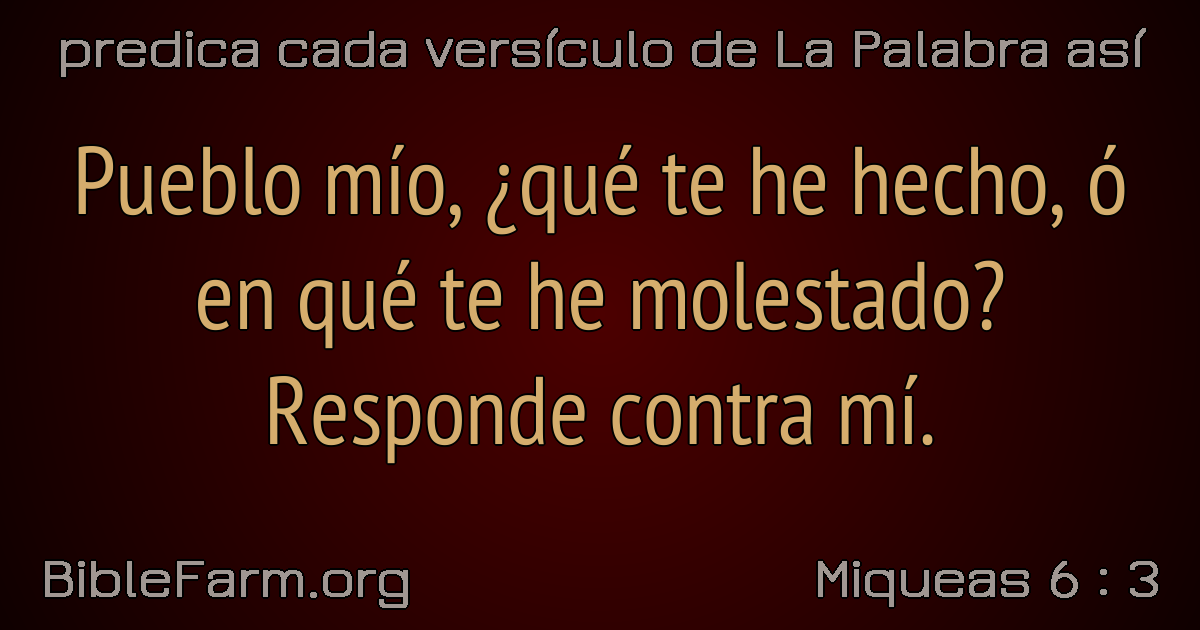 predica cada versículo de La Palabra así
Pueblo mío, ¿qué te he hecho, ó
en qué te he molestado?
Responde contra mí.
BibleFarm.org
Miqueas 6 : 3